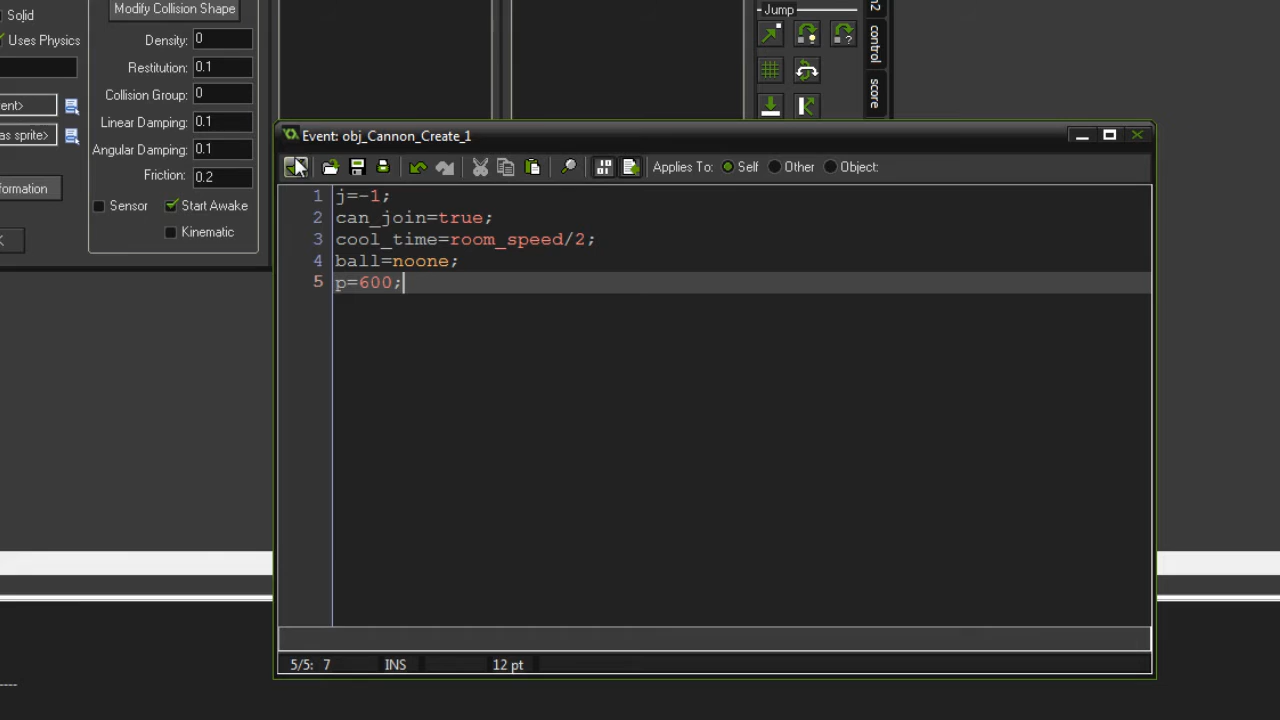 Solid
Modify Collision Shape
Uses Physics
Density: 0
Restitution: 0.1
Collision Group: 0
Linear Damping: 0.1
Angular Damping: 0.1
Friction: 0.2
Sensor
Start Awake
Kinematic
ent>
as sprite>
formation
K
Jump
control
score
Event: obj_Cannon_Create_1
Applies To: Self Other Object:
1 j=-1;
2 can_join=true;
3 cool_time=room_speed/2;
4 ball=noone;
5 p=600;
5/5: 7 INS 12 pt